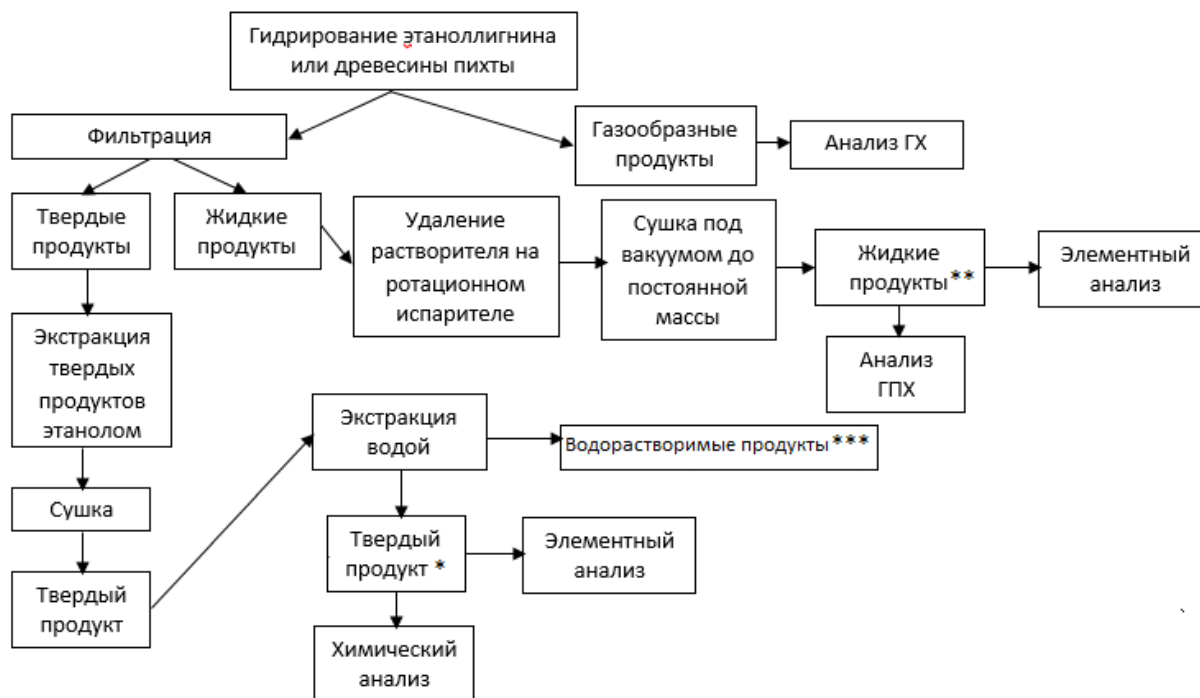 Гидрирование этаноллигнина
или древесины пихты
Фильтрация
Газообразные
продукты
Анализ ГХ
Твердые
продукты
Жидкие
продукты
Удаление
растворителя на
ротационном
испарителе
Сушка под
вакуумом до
постоянной
массы
Жидкие
продукты**
Элементный
анализ
Анализ
ГПХ
Экстракция
твердых
продуктов
этанолом
Экстракция
водой
Водорастворимые продукты***
Сушка
Твердый
продукт *
Элементный
анализ
Твердый
продукт
Химический
анализ